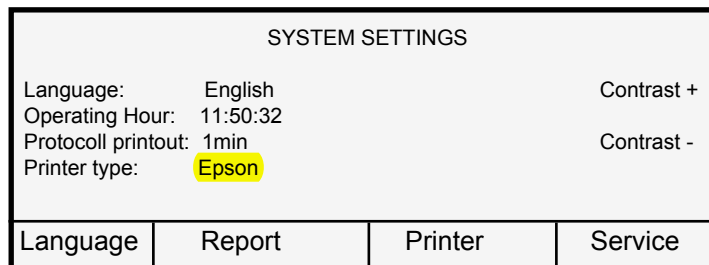 SYSTEM SETTINGS
Language: English Contrast +
Operating Hour: 11:50:32
Protocoll printout: 1min Contrast -
Printer type: Epson
Language Report Printer Service